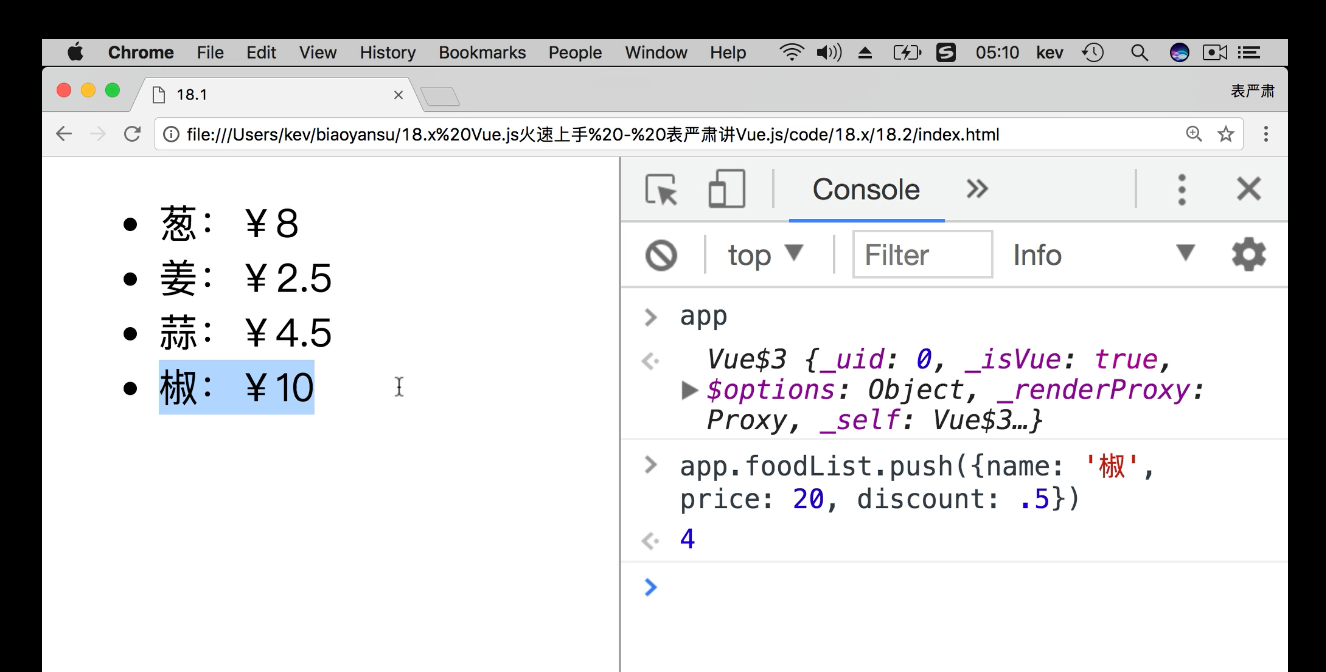 Chrome File Edit View History Bookmarks People Window Help 05:10 kev
18.1
表严肃
file:///Users/kev/biaoyansu/18.x%20Vue.js火速上手%20-%20表严肃讲Vue.js/code/18.x/18.2/index.html
葱：￥8
姜：￥2.5
蒜：￥4.5
椒：￥10
Console
top Filter Info
app
Vue$3 {_uid: 0, _isVue: true,
$options: Object, _renderProxy:
Proxy, _self: Vue$3…}
app.foodList.push({name: '椒',
price: 20, discount: .5})
4